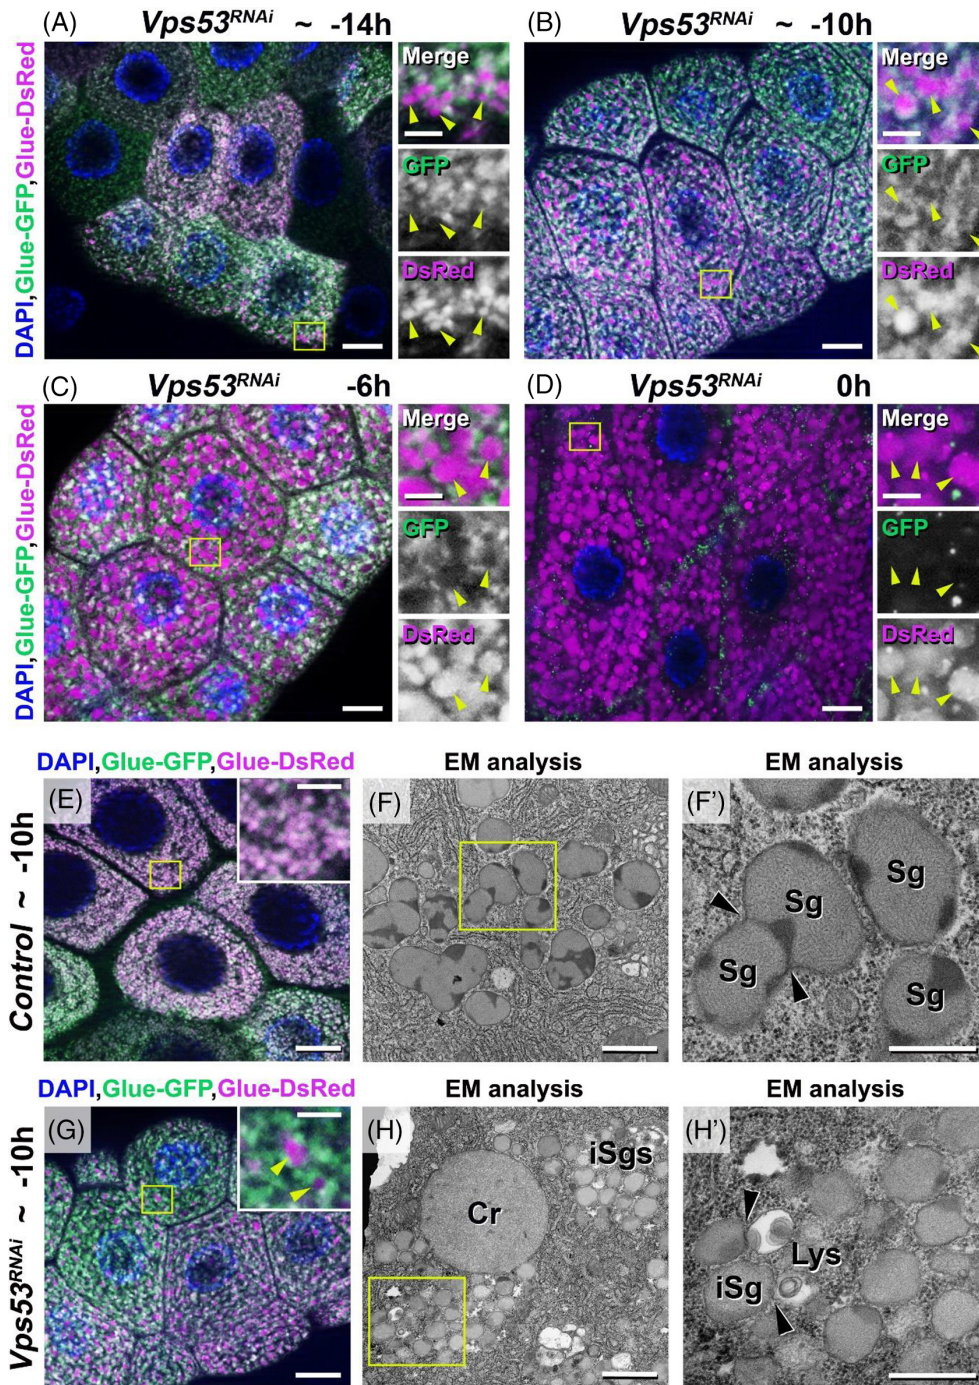 (A) Vps53RNAi ~ -14h
DAPI,Glue-GFP,Glue-DsRed
Merge
GFP
DsRed
(B) Vps53RNAi ~ -10h
Merge
GFP
DsRed
(C) Vps53RNAi -6h
DAPI,Glue-GFP,Glue-DsRed
Merge
GFP
DsRed
(D) Vps53RNAi 0h
Merge
GFP
DsRed
DAPI,Glue-GFP,Glue-DsRed
EM analysis
EM analysis
Control ~ -10h
(E)
(F)
(F')
Sg
Sg
Sg
Sg
DAPI,Glue-GFP,Glue-DsRed
EM analysis
EM analysis
Vps53RNAi ~ -10h
(G)
(H)
iSgs
Cr
(H')
Lys
iSg